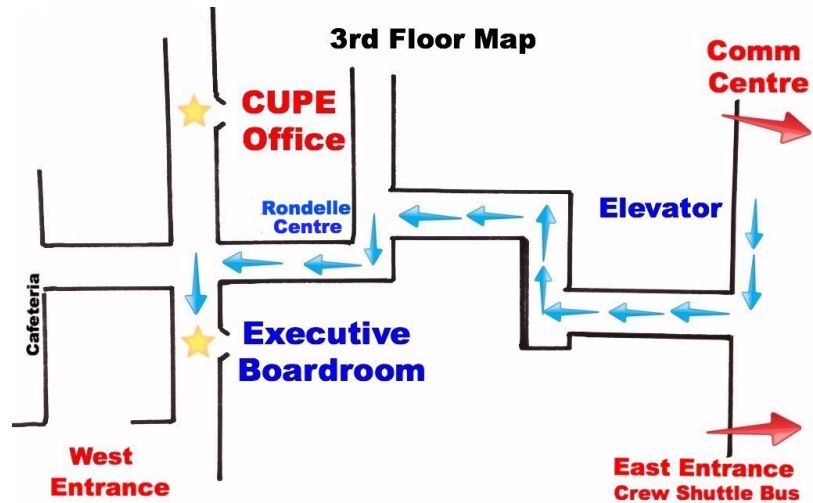 3rd Floor Map
Comm
Centre
CUPE
Office
Rondelle
Centre
Elevator
Cafeteria
Executive
Boardroom
West
Entrance
East Entrance
Crew Shuttle Bus